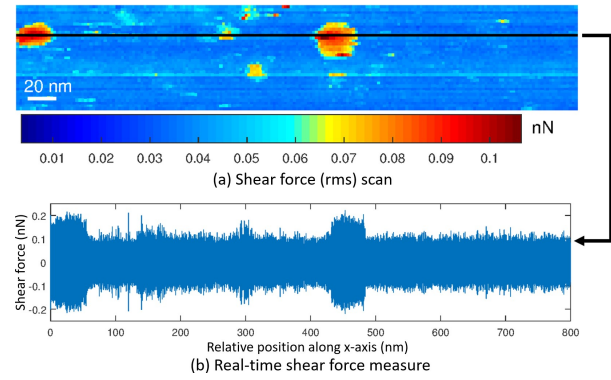 20 nm
nN
0.01 0.02 0.03 0.04 0.05 0.06 0.07 0.08 0.09 0.1
(a) Shear force (rms) scan
Shear force (nN)
0.2
0.1
0
-0.1
-0.2
0 100 200 300 400 500 600 700 800
Relative position along x-axis (nm)
(b) Real-time shear force measure